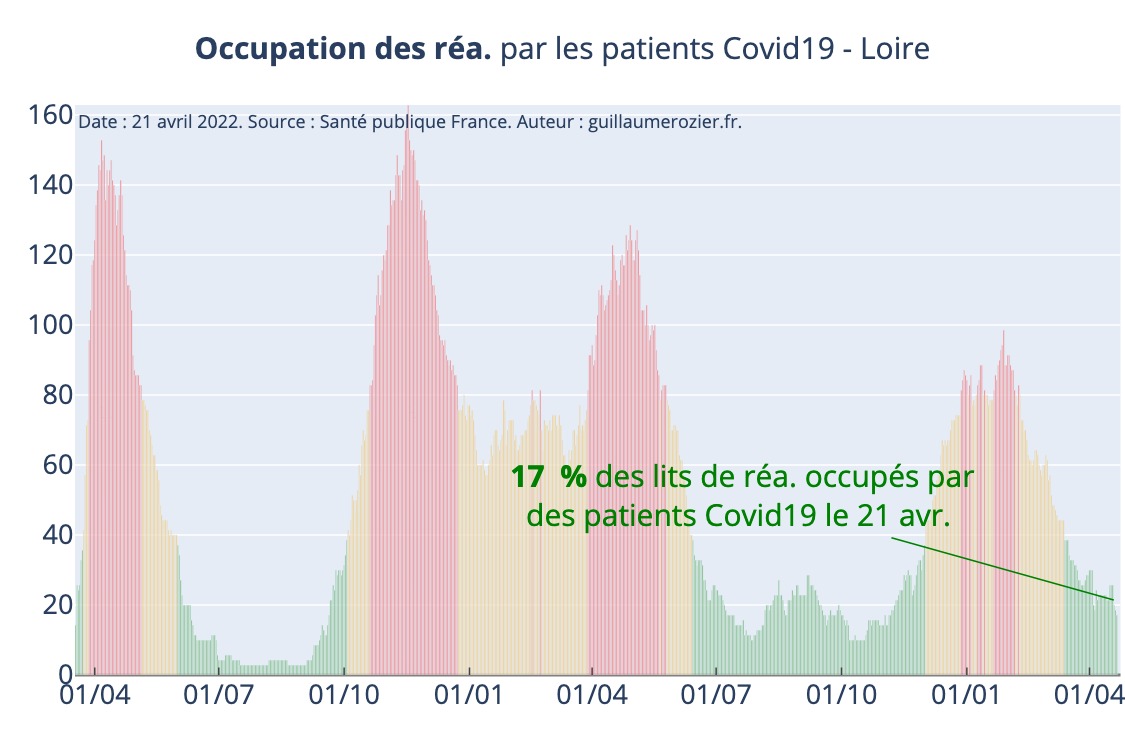 Occupation des réa. par les patients Covid19 - Loire
160
Date : 21 avril 2022. Source : Santé publique France. Auteur : guillaumerozier.fr.
140
120
100
80
60
17 % des lits de réa. occupés par
des patients Covid19 le 21 avr.
40
20
0
01/04 01/07 01/10 01/01 01/04 01/07 01/10 01/01 01/04